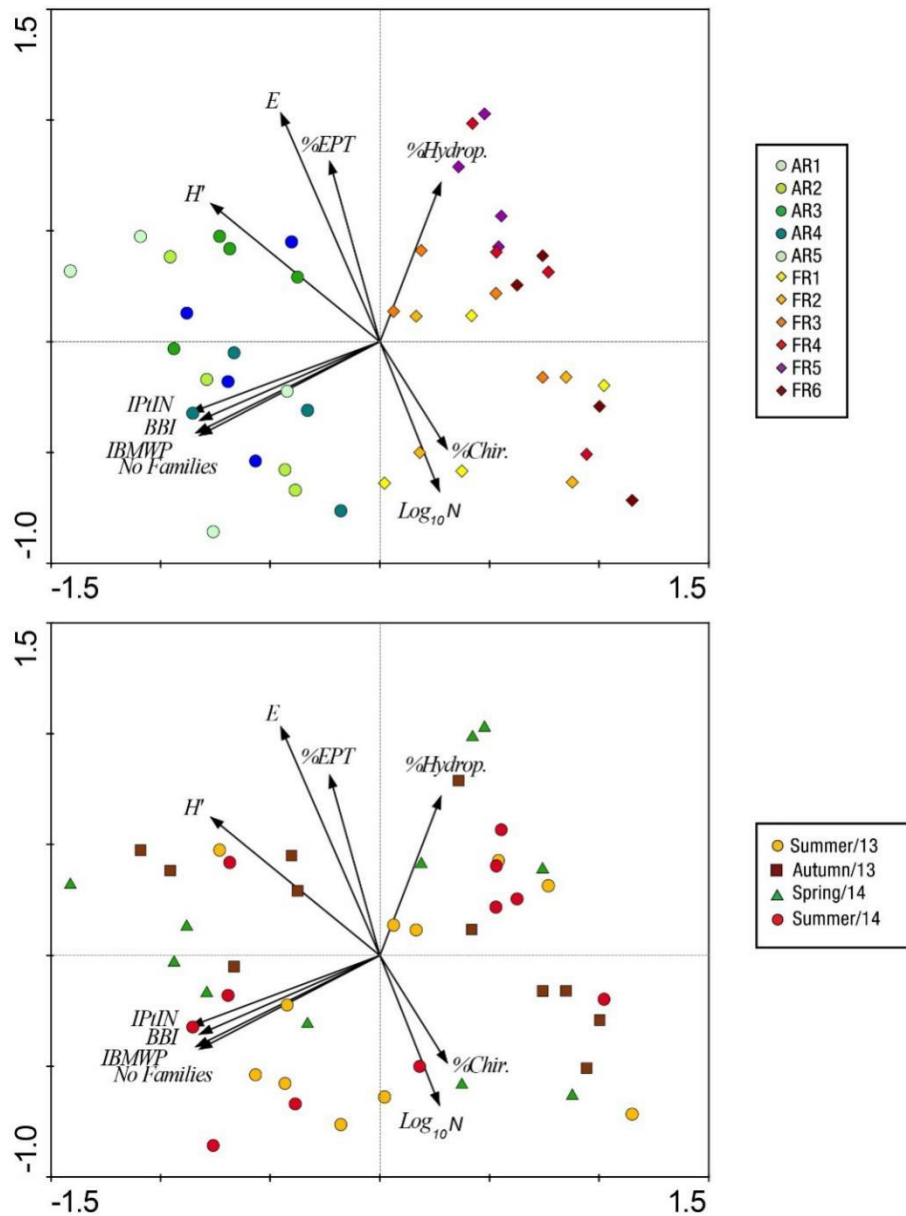 1.5
E
%EPT
%Hydrop.
H'
IPtIN
BBI
IBMWP
No Families
%Chir.
Log10N
-1.0
-1.5
1.5
AR1
AR2
AR3
AR4
AR5
FR1
FR2
FR3
FR4
FR5
FR6
1.5
E
%EPT
%Hydrop.
H'
IPtIN
BBI
IBMWP
No Families
%Chir.
Log10N
-1.0
-1.5
1.5
Summer/13
Autumn/13
Spring/14
Summer/14